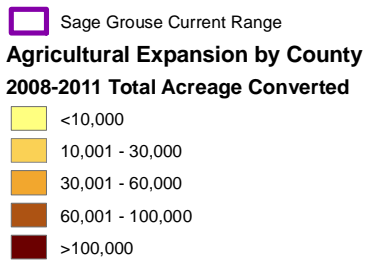 Sage Grouse Current Range
Agricultural Expansion by County
2008-2011 Total Acreage Converted
<10,000
10,001 - 30,000
30,001 - 60,000
60,001 - 100,000
>100,000